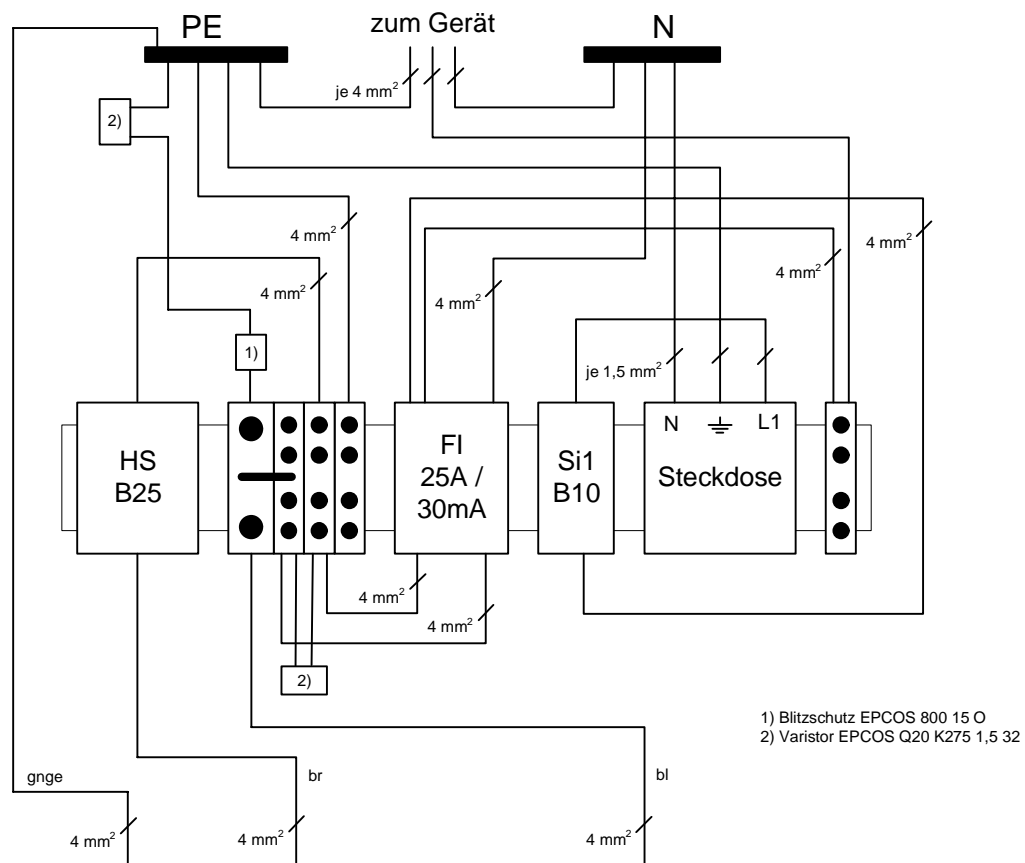 PE
zum Gerät
N
je 4 mm²
2)
4 mm²
4 mm²
4 mm²
4 mm²
4 mm²
1)
je 1,5 mm²
HS
B25
FI
25A /
30mA
Si1
B10
N
L1
Steckdose
4 mm²
4 mm²
2)
1) Blitzschutz EPCOS 800 15 O
2) Varistor EPCOS Q20 K275 1,5 32
gnge
br
bl
4 mm²
4 mm²
4 mm²